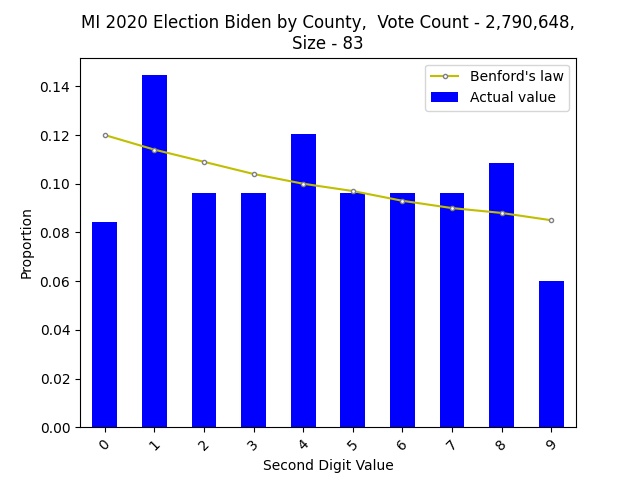 MI 2020 Election Biden by County,  Vote Count - 2,790,648,
Size - 83
Benford's law
Actual value
Proportion
0.14
0.12
0.10
0.08
0.06
0.04
0.02
0.00
0 1 2 3 4 5 6 7 8 9
Second Digit Value